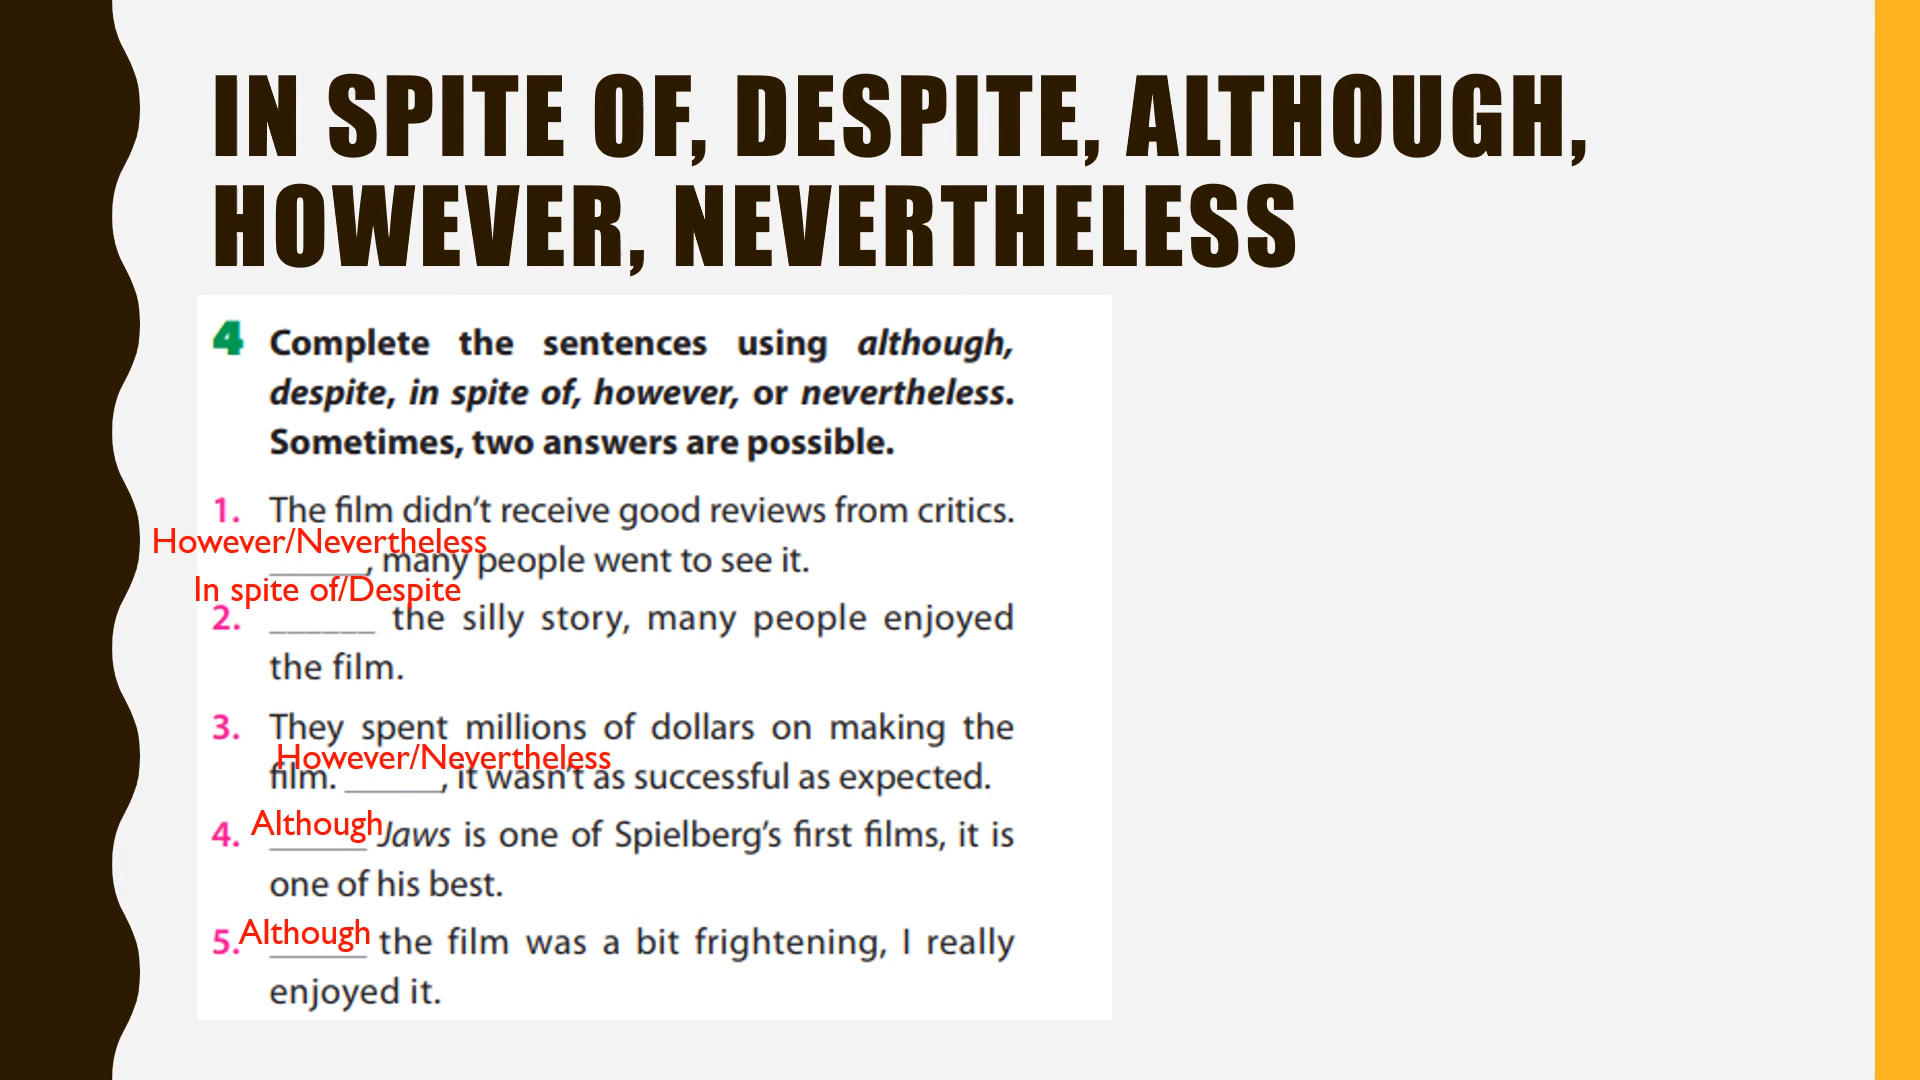 IN SPITE OF, DESPITE, ALTHOUGH,
HOWEVER, NEVERTHELESS
4 Complete the sentences using although,
despite, in spite of, however, or nevertheless.
Sometimes, two answers are possible.
1. The film didn't receive good reviews from critics.
However/Nevertheless
______, many people went to see it.
In spite of/Despite
2. ______ the silly story, many people enjoyed
the film.
3. They spent millions of dollars on making the
However/Nevertheless
film. ______, it wasn't as successful as expected.
4. Although ______ Jaws is one of Spielberg's first films, it is
one of his best.
5. Although ______ the film was a bit frightening, I really
enjoyed it.